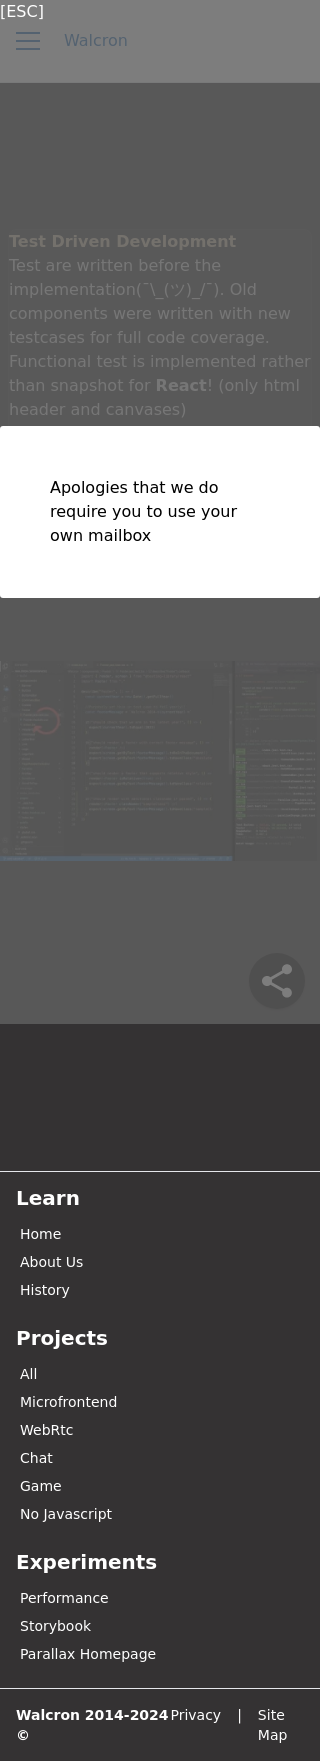 [ESC]
Walcron
Test Driven Development
Test are written before the
implementation(¯\_(ツ)_/¯). Old
components were written with new
testcases for full code coverage.
Functional test is implemented rather
than snapshot for React! (only html
header and canvases)
Apologies that we do
require you to use your
own mailbox
Learn
Home
About Us
History
Projects
All
Microfrontend
WebRtc
Chat
Game
No Javascript
Experiments
Performance
Storybook
Parallax Homepage
Walcron 2014-2024 Privacy | Site
© Map